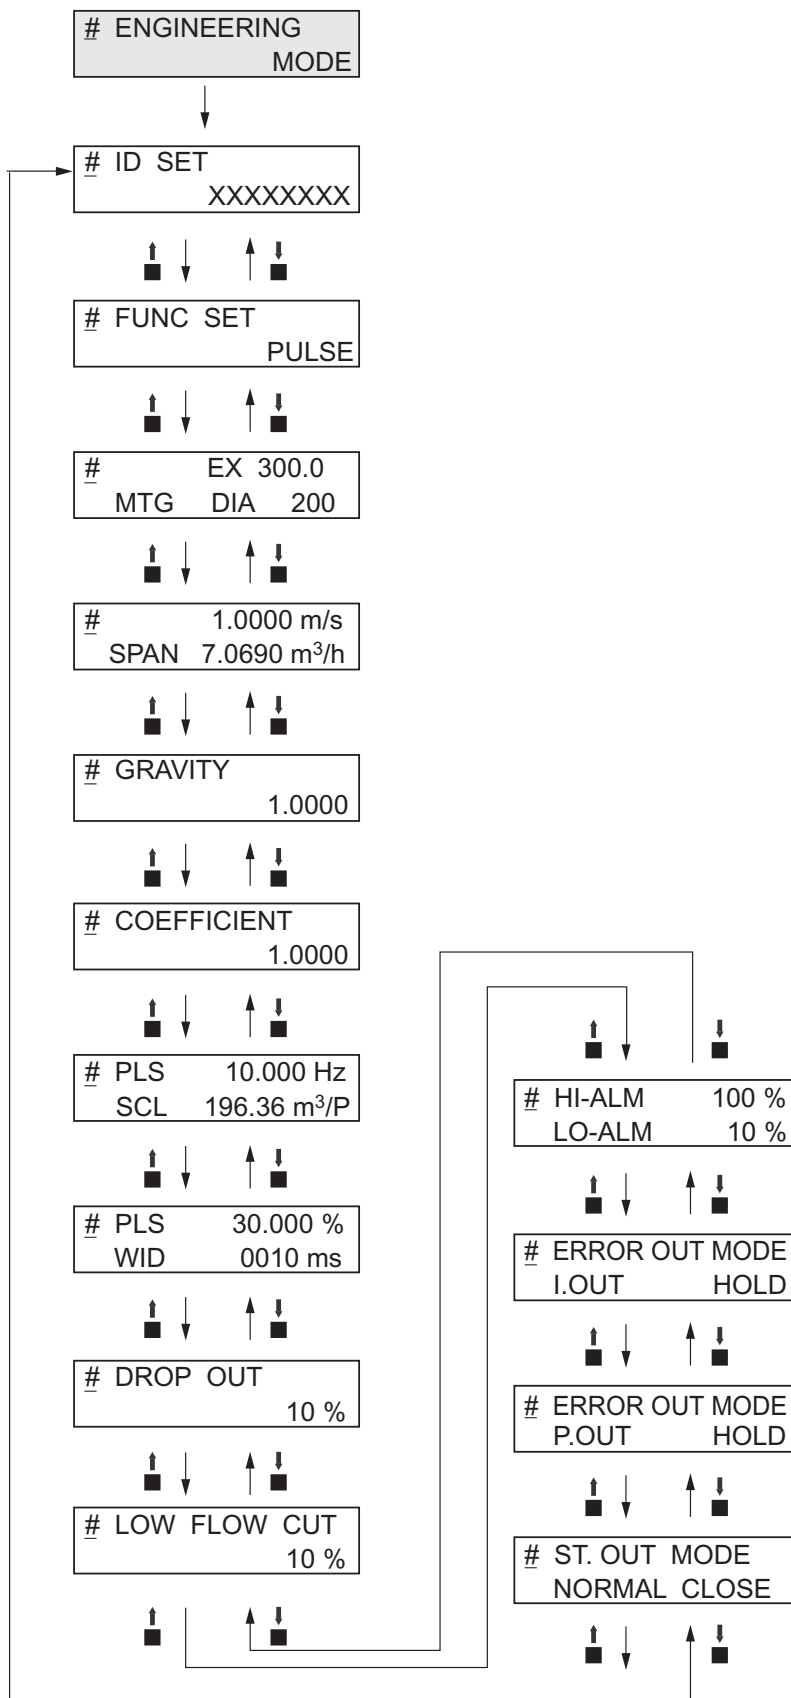 # ENGINEERING
MODE
# ID SET
XXXXXXXX
# FUNC SET
PULSE
# EX 300.0
MTG DIA 200
# 1.0000 m/s
SPAN 7.0690 m³/h
# GRAVITY
1.0000
# COEFFICIENT
1.0000
# PLS 10.000 Hz
SCL 196.36 m³/P
# PLS 30.000 %
WID 0010 ms
# DROP OUT
10 %
# LOW FLOW CUT
10 %
# HI-ALM 100 %
LO-ALM 10 %
# ERROR OUT MODE
I.OUT HOLD
# ERROR OUT MODE
P.OUT HOLD
# ST. OUT MODE
NORMAL CLOSE